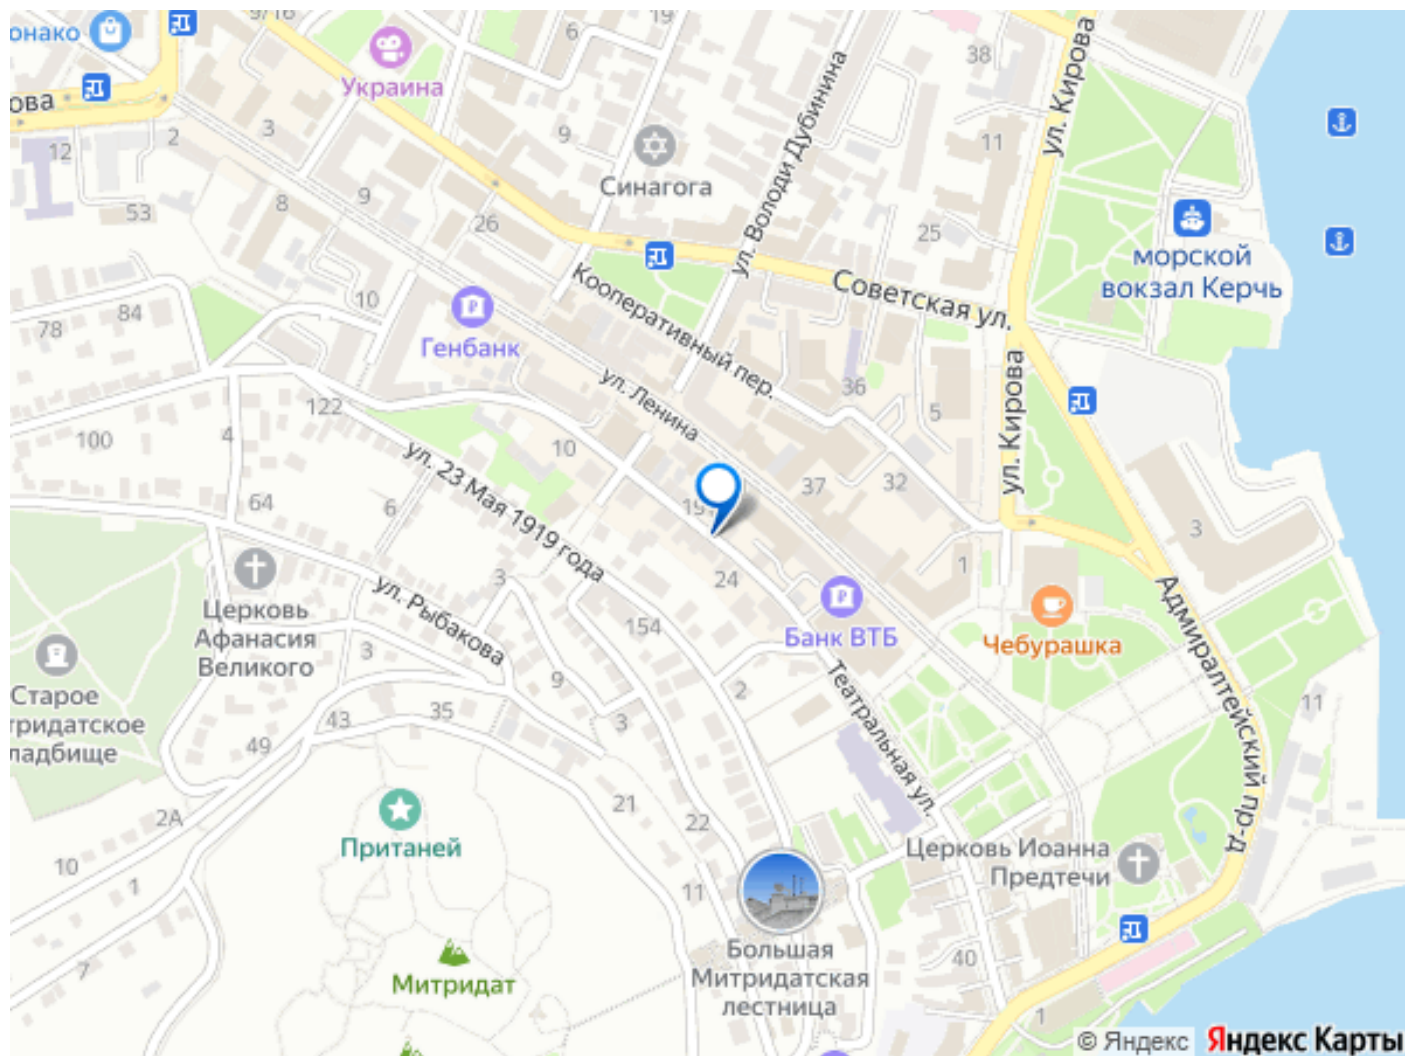 9/16
6
19
онако
Украина
38
ул. Кирова
ова
3
2
9
11
12
Синагога
ул. Володи Дубинина
53
8
9
26
25
морской
вокзал Керчь
Кооперативный пер.
Советская ул.
10
84
78
Генбанк
ул. Ленина
36
ул. Кирова
5
122
100
4
10
ул. 23 Мая 1919 года
64
6
37
32
3
24
1
Церковь
Афанасия
Великого
3
ул. Рыбакова
154
Банк ВТБ
Чебурашка
Адмиралтейский пр-д
3
9
2
Старое
тридатское
ладбище
43
35
3
49
Театральная ул.
11
21
22
2А
Пританей
10
1
11
Церковь Иоанна
Предтечи
7
Митридат
Большая
Митридатская
лестница
40
1
© Яндекс
Яндекс Карты